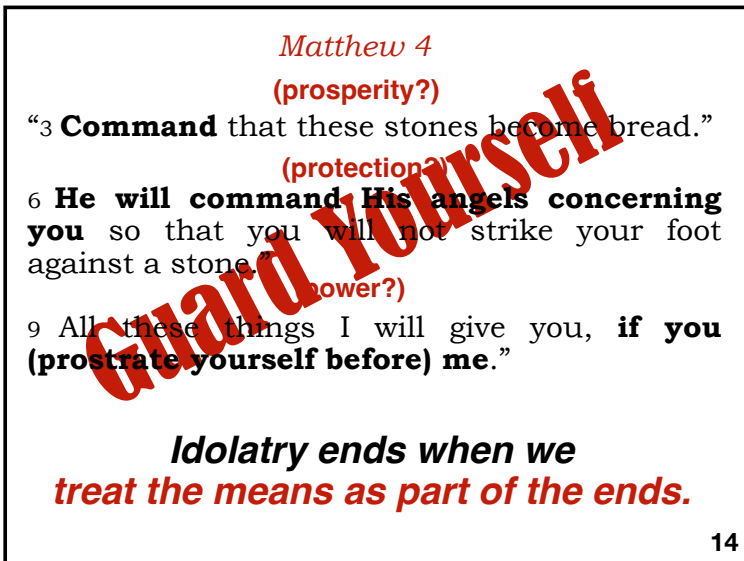 Matthew 4
(prosperity?)
“3 Command that these stones become bread.”
(protection?)
6 He will command His angels concerning
you so that you will not strike your foot
against a stone.”
(power?)
9 All these things I will give you, if you
(prostrate yourself before) me.”
Guard Yourself
Idolatry ends when we
treat the means as part of the ends.
14